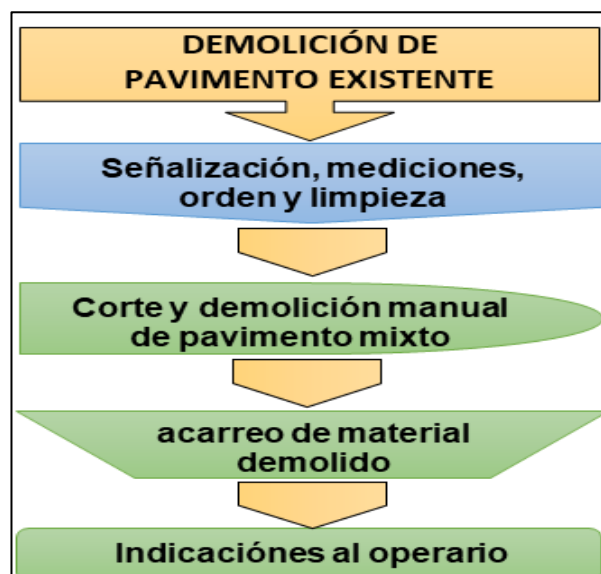 DEMOLICIÓN DE
PAVIMENTO EXISTENTE
Señalización, mediciones,
orden y limpieza
Corte y demolición manual
de pavimento mixto
acarreo de material
demolido
Indicaciónes al operario